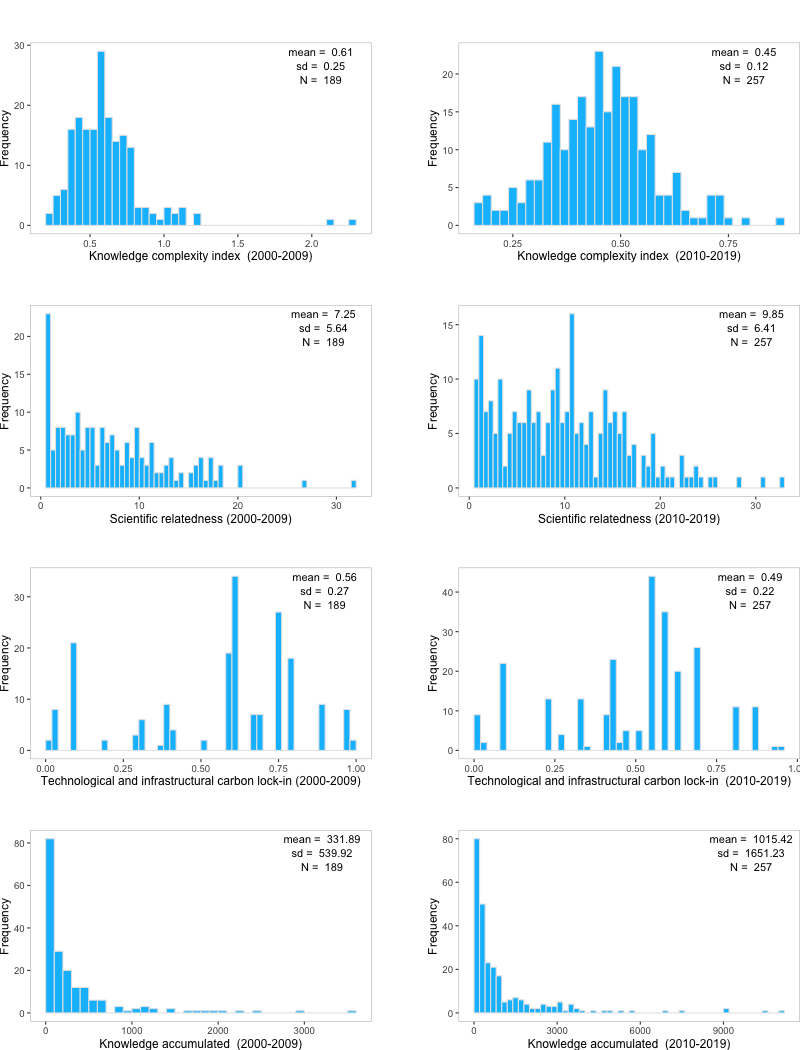 mean = 0.61
sd = 0.25
N = 189
Frequency
30
20
10
0
0.5 1.0 1.5 2.0
Knowledge complexity index (2000-2009)
mean = 0.45
sd = 0.12
N = 257
Frequency
20
15
10
5
0
0.25 0.50 0.75
Knowledge complexity index (2010-2019)
mean = 7.25
sd = 5.64
N = 189
Frequency
20
15
10
5
0
0 10 20 30
Scientific relatedness (2000-2009)
mean = 9.85
sd = 6.41
N = 257
Frequency
15
10
5
0
0 10 20 30
Scientific relatedness (2010-2019)
mean = 0.56
sd = 0.27
N = 189
Frequency
30
20
10
0
0.00 0.25 0.50 0.75 1.00
Technological and infrastructural carbon lock-in (2000-2009)
mean = 0.49
sd = 0.22
N = 257
Frequency
40
30
20
10
0
0.00 0.25 0.50 0.75 1.0
Technological and infrastructural carbon lock-in (2010-2019)
mean = 331.89
sd = 539.92
N = 189
Frequency
80
60
40
20
0
0 1000 2000 3000
Knowledge accumulated (2000-2009)
mean = 1015.42
sd = 1651.23
N = 257
Frequency
80
60
40
20
0
0 3000 6000 9000
Knowledge accumulated (2010-2019)